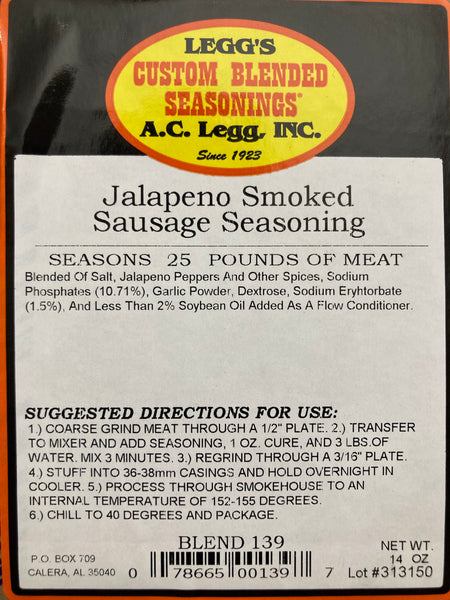 LEGG'S
CUSTOM BLENDED
SEASONINGS®
A.C. Legg, INC.
Since 1923
Jalapeno Smoked
Sausage Seasoning
SEASONS 25 POUNDS OF MEAT
Blended Of Salt, Jalapeno Peppers And Other Spices, Sodium
Phosphates (10.71%), Garlic Powder, Dextrose, Sodium Eryhtorbate
(1.5%), And Less Than 2% Soybean Oil Added As A Flow Conditioner.
SUGGESTED DIRECTIONS FOR USE:
1.) COARSE GRIND MEAT THROUGH A 1/2" PLATE. 2.) TRANSFER
TO MIXER AND ADD SEASONING, 1 OZ. CURE, AND 3 LBS.OF
WATER. MIX 3 MINUTES. 3.) REGRIND THROUGH A 3/16" PLATE.
4.) STUFF INTO 36-38mm CASINGS AND HOLD OVERNIGHT IN
COOLER. 5.) PROCESS THROUGH SMOKEHOUSE TO AN
INTERNAL TEMPERATURE OF 152-155 DEGREES.
6.) CHILL TO 40 DEGREES AND PACKAGE.
BLEND 139
P.O. BOX 709
CALERA, AL 35040
0 78665 00139 7
NET WT.
14 OZ
Lot #313150